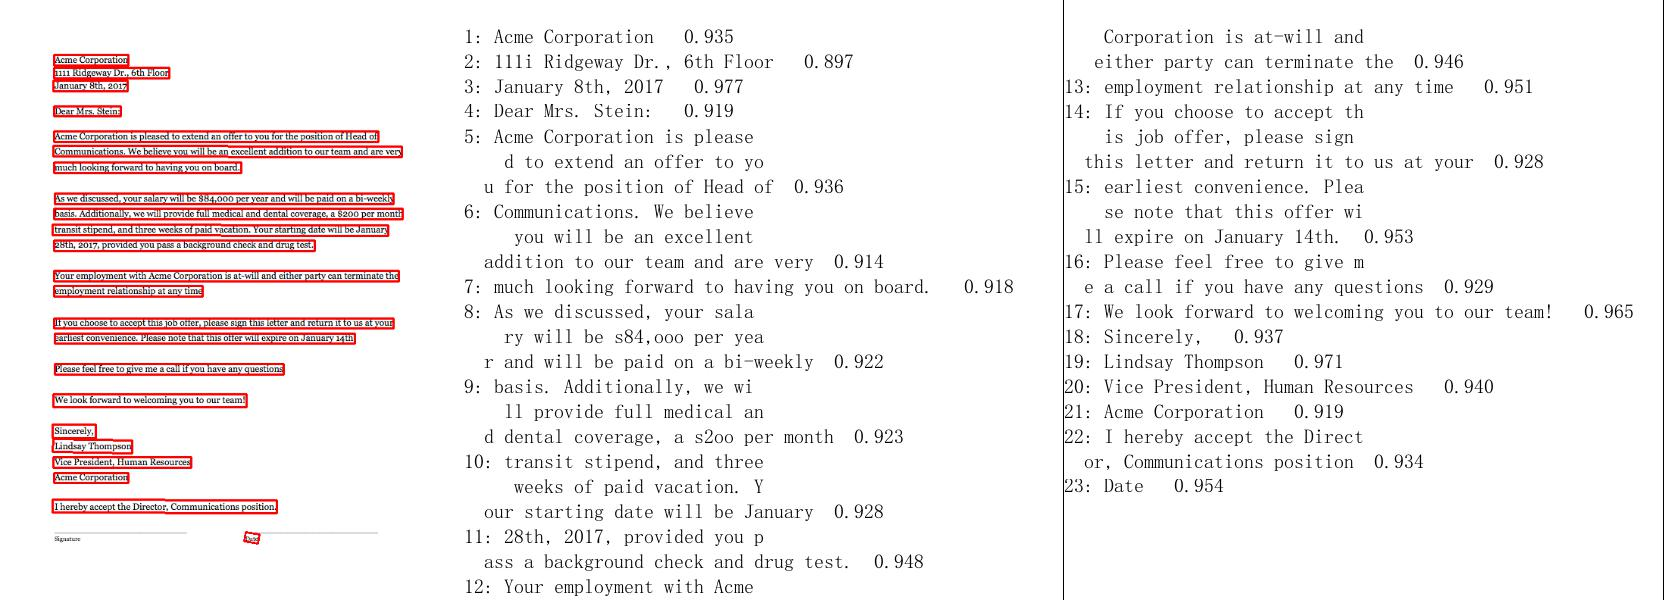 Acme Corporation
1111 Ridgeway Dr., 6th Floor
January 8th, 2017
Dear Mrs. Stein:
Acme Corporation is pleased to extend an offer to you for the position of Head of
Communications. We believe you will be an excellent addition to our team and are very
much looking forward to having you on board.
As we discussed, your salary will be $84,000 per year and will be paid on a bi-weekly
basis. Additionally, we will provide full medical and dental coverage, a $200 per month
transit stipend, and three weeks of paid vacation. Your starting date will be January
28th, 2017, provided you pass a background check and drug test.
Your employment with Acme Corporation is at-will and either party can terminate the
employment relationship at any time
If you choose to accept this job offer, please sign this letter and return it to us at your
earliest convenience. Please note that this offer will expire on January 14th
Please feel free to give me a call if you have any questions
We look forward to welcoming you to our team!
Sincerely,
Lindsay Thompson
Vice President, Human Resources
Acme Corporation
I hereby accept the Director, Communications position.
Signature
Date
1: Acme Corporation 0.935
2: 111i Ridgeway Dr., 6th Floor 0.897
3: January 8th, 2017 0.977
4: Dear Mrs. Stein: 0.919
5: Acme Corporation is please
d to extend an offer to yo
u for the position of Head of 0.936
6: Communications. We believe
you will be an excellent
addition to our team and are very 0.914
7: much looking forward to having you on board. 0.918
8: As we discussed, your sala
ry will be s84,ooo per yea
r and will be paid on a bi-weekly 0.922
9: basis. Additionally, we wi
ll provide full medical an
d dental coverage, a s2oo per month 0.923
10: transit stipend, and three
weeks of paid vacation. Y
our starting date will be January 0.928
11: 28th, 2017, provided you p
ass a background check and drug test. 0.948
12: Your employment with Acme
Corporation is at-will and
either party can terminate the 0.946
13: employment relationship at any time 0.951
14: If you choose to accept th
is job offer, please sign
this letter and return it to us at your 0.928
15: earliest convenience. Plea
se note that this offer wi
ll expire on January 14th. 0.953
16: Please feel free to give m
e a call if you have any questions 0.929
17: We look forward to welcoming you to our team! 0.965
18: Sincerely, 0.937
19: Lindsay Thompson 0.971
20: Vice President, Human Resources 0.940
21: Acme Corporation 0.919
22: I hereby accept the Direct
or, Communications position 0.934
23: Date 0.954